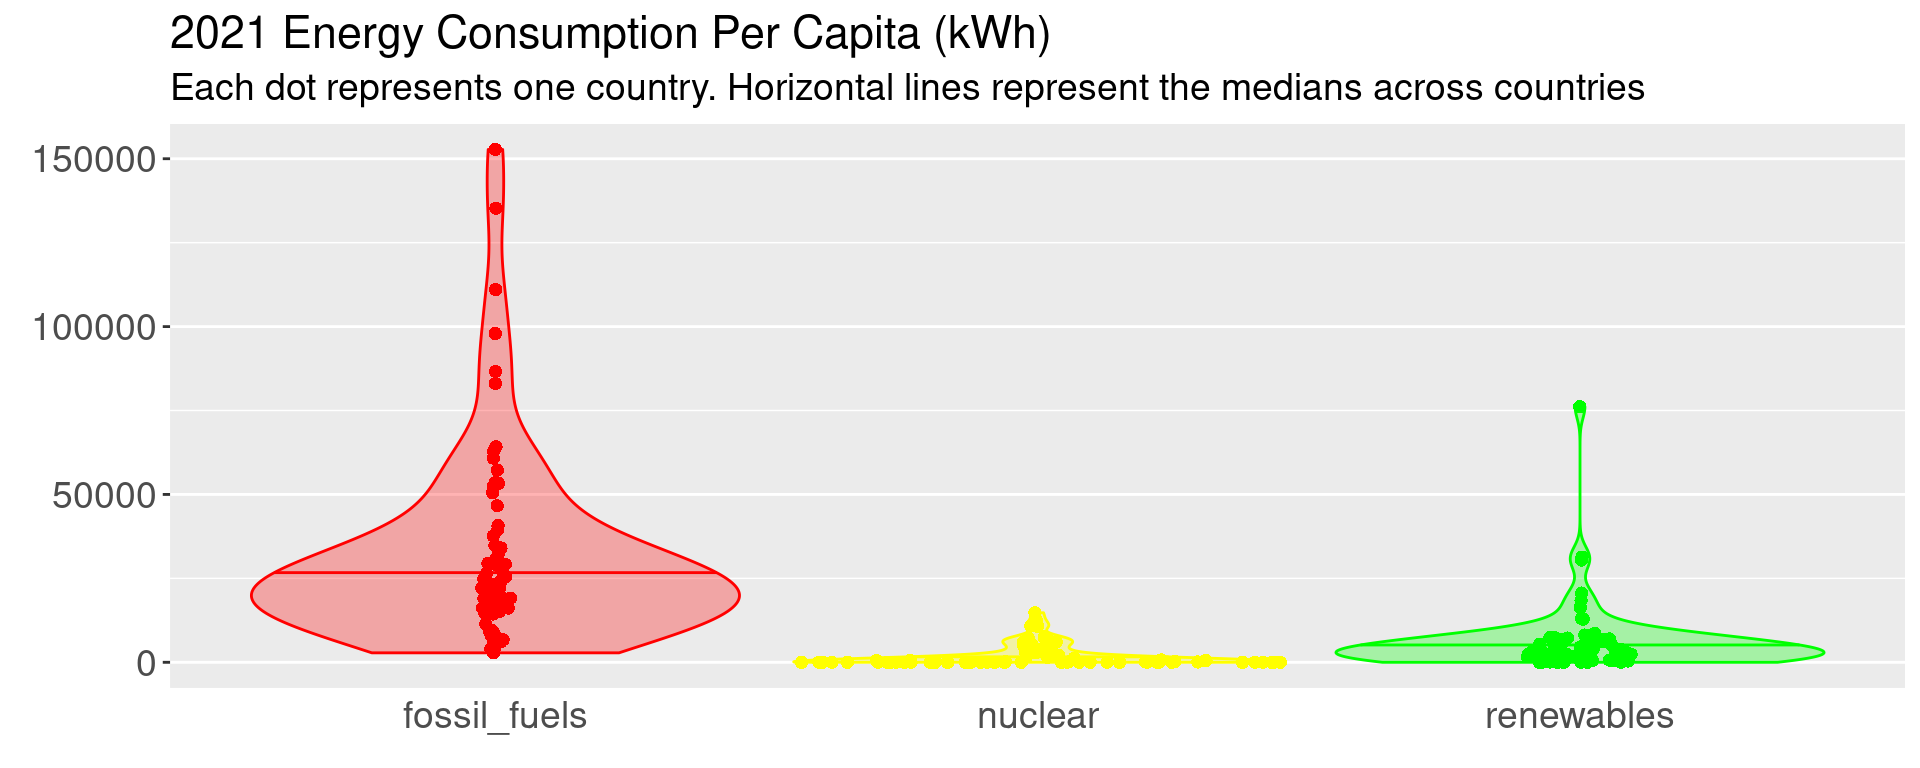 2021 Energy Consumption Per Capita (kWh)
Each dot represents one country. Horizontal lines represent the medians across countries
150000
100000
50000
0
fossil_fuels nuclear renewables